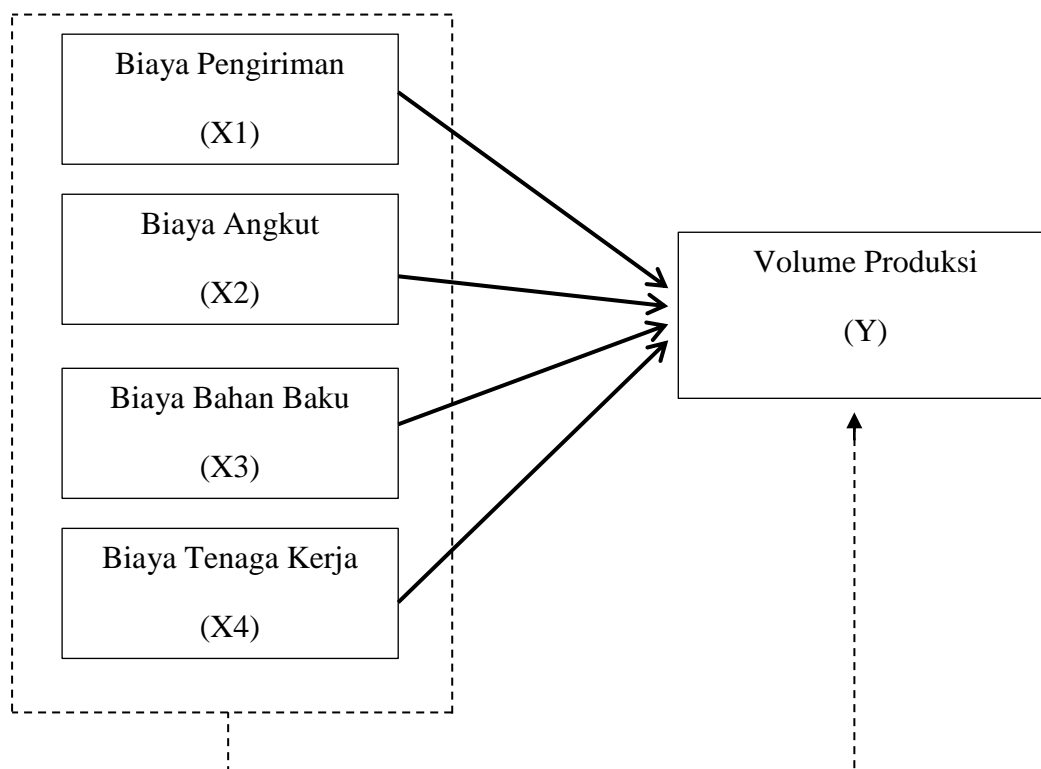 Biaya Pengiriman
(X1)
Biaya Angkut
(X2)
Biaya Bahan Baku
(X3)
Biaya Tenaga Kerja
(X4)
Volume Produksi
(Y)